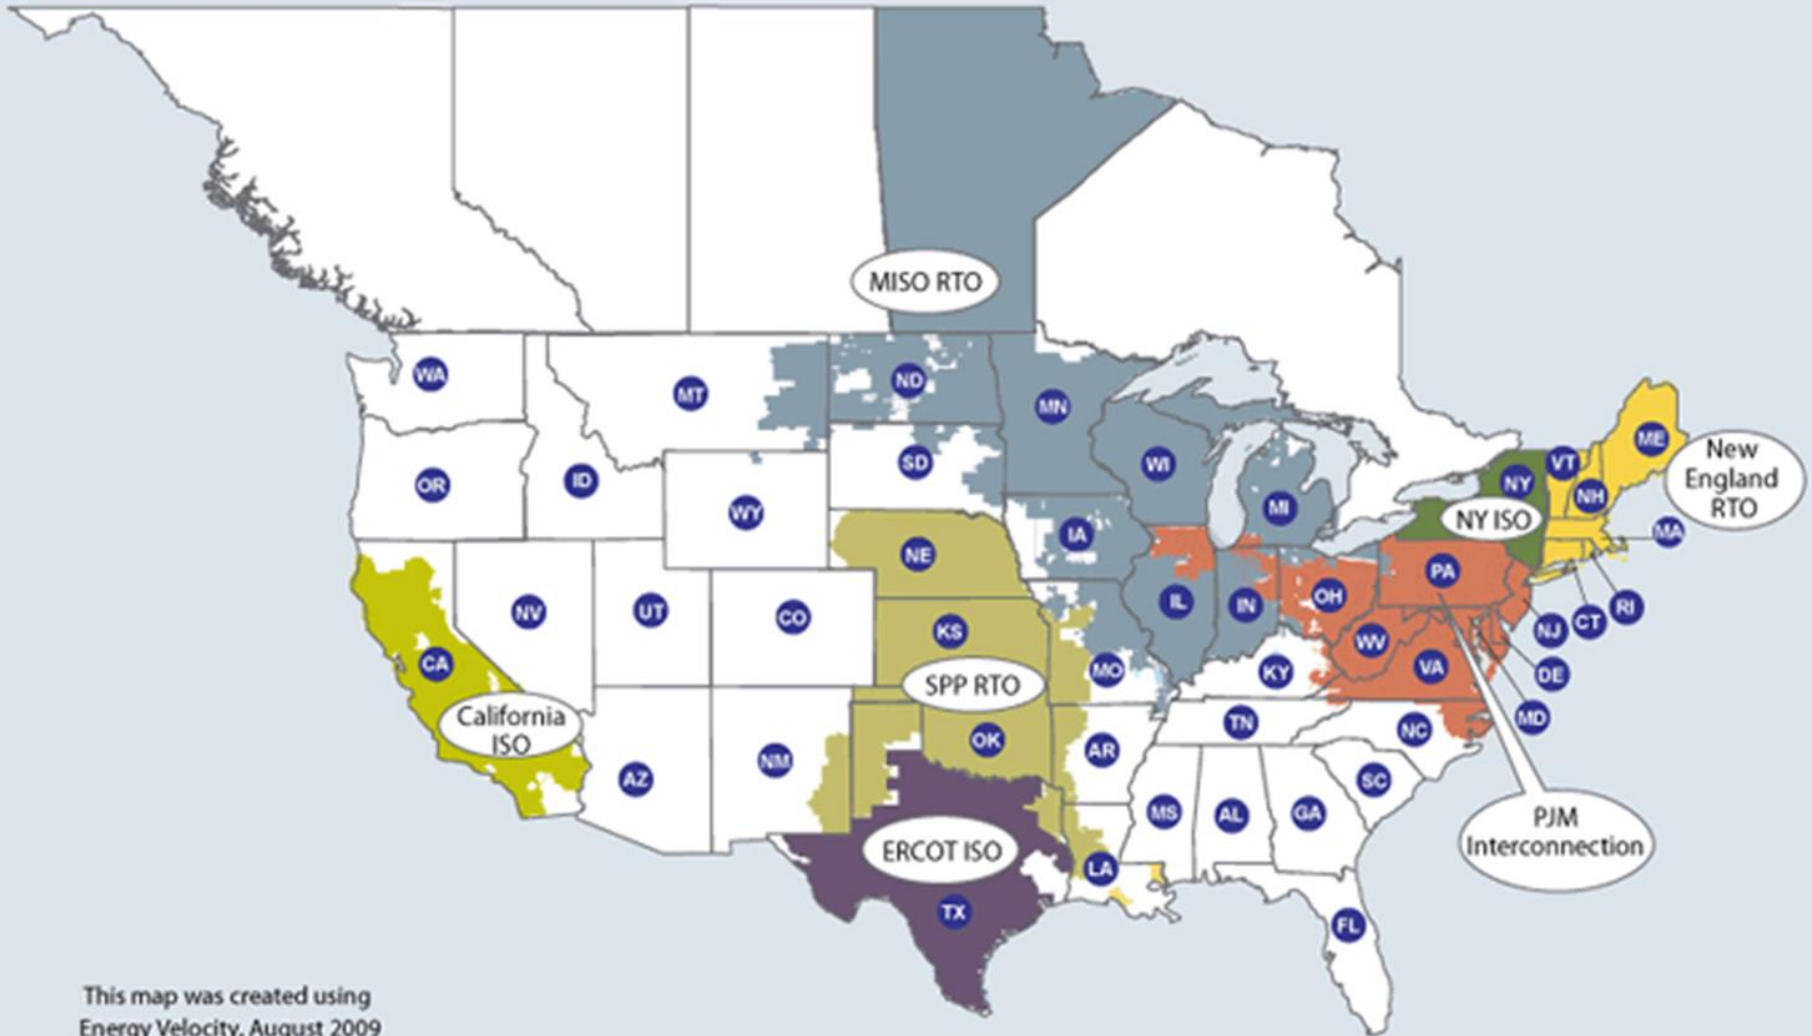 MISO RTO
WA
MT
ND
MN
OR
ID
SD
WI
MI
ME
VT
NY
NH
New
England
RTO
WY
NY ISO
MA
IA
NE
PA
NV
UT
CO
KS
IL
IN
OH
RI
CT
NJ
WV
VA
DE
CA
SPP RTO
MO
KY
MD
California
ISO
AZ
NM
OK
AR
TN
NC
SC
MS
AL
GA
PJM
Interconnection
ERCOT ISO
LA
TX
FL
This map was created using
Energy Velocity, August 2009